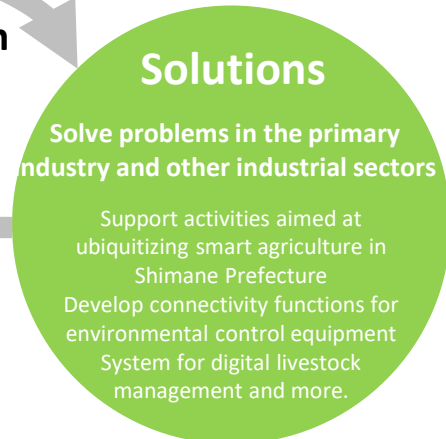 n
Solutions
Solve problems in the primary
ndustry and other industrial sectors
Support activities aimed at
ubiquitizing smart agriculture in
Shimane Prefecture
Develop connectivity functions for
environmental control equipment
System for digital livestock
management and more.